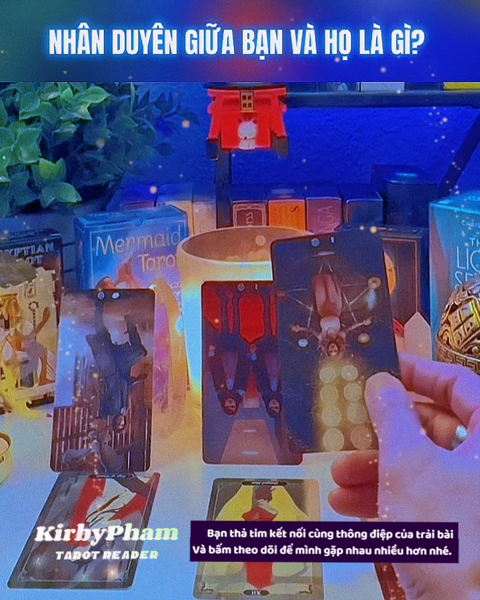 NHÂN DUYÊN GIỮA BẠN VÀ HỌ LÀ GÌ?
Mermaid
Tarot
KirbyPham
TAROT READER
Bạn thả tim kết nối cùng thông điệp của trải bài
Và bấm theo dõi để mình gặp nhau nhiều hơn nhé.